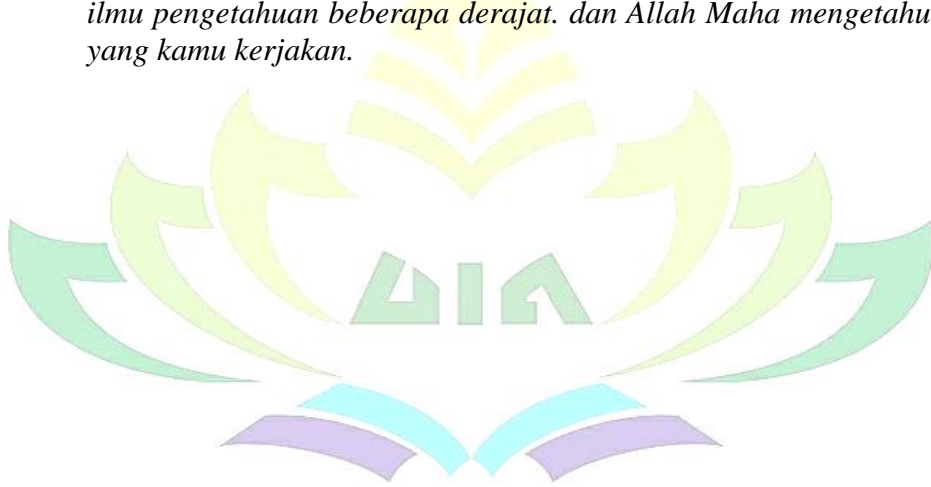 ilmu pengetahuan beberapa derajat. dan Allah Maha mengetahu
yang kamu kerjakan.